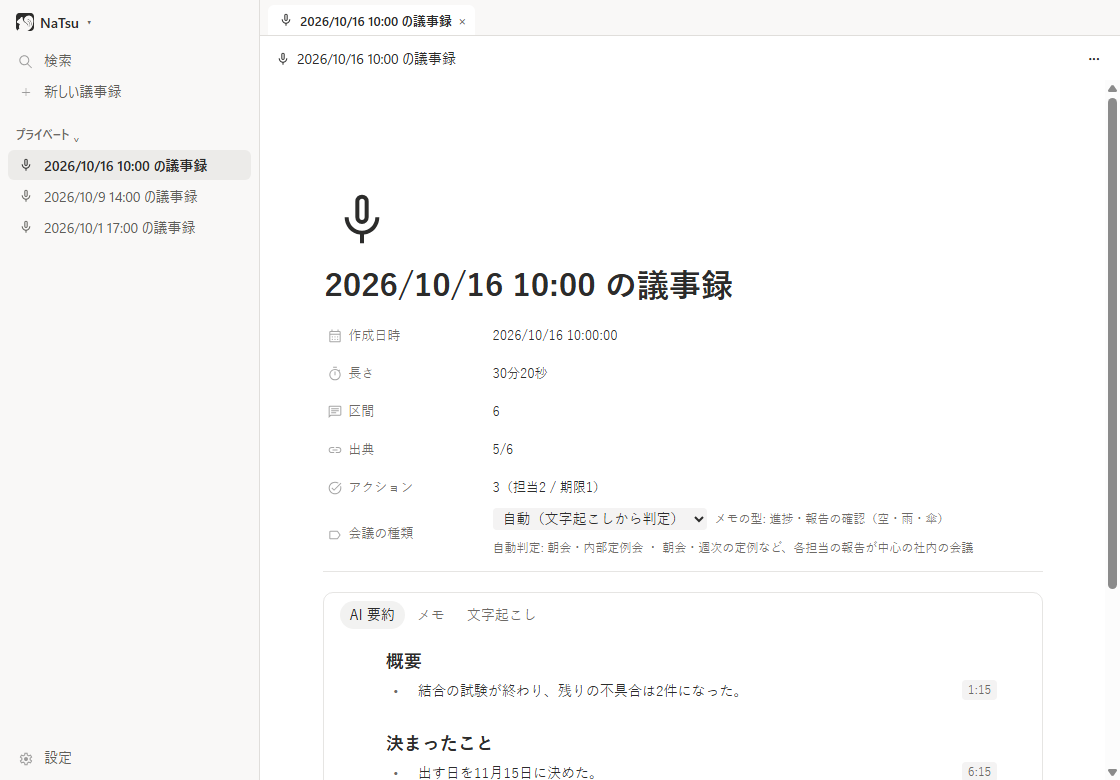 NaTsu
検索
新しい議事録
プライベート
2026/10/16 10:00 の議事録
2026/10/9 14:00 の議事録
2026/10/1 17:00 の議事録
設定
2026/10/16 10:00 の議事録 ×
2026/10/16 10:00 の議事録
2026/10/16 10:00 の議事録
作成日時 2026/10/16 10:00:00
長さ 30分20秒
区間 6
出典 5/6
アクション 3（担当2 / 期限1）
会議の種類 自動（文字起こしから判定） メモの型: 進捗・報告の確認（空・雨・傘）
自動判定: 朝会・内部定例会 ・ 朝会・週次の定例など、各担当の報告が中心の社内の会議
AI 要約 メモ 文字起こし
概要
• 結合の試験が終わり、残りの不具合は2件になった。 1:15
決まったこと
• 出す日を11月15日に決めた。 6:15